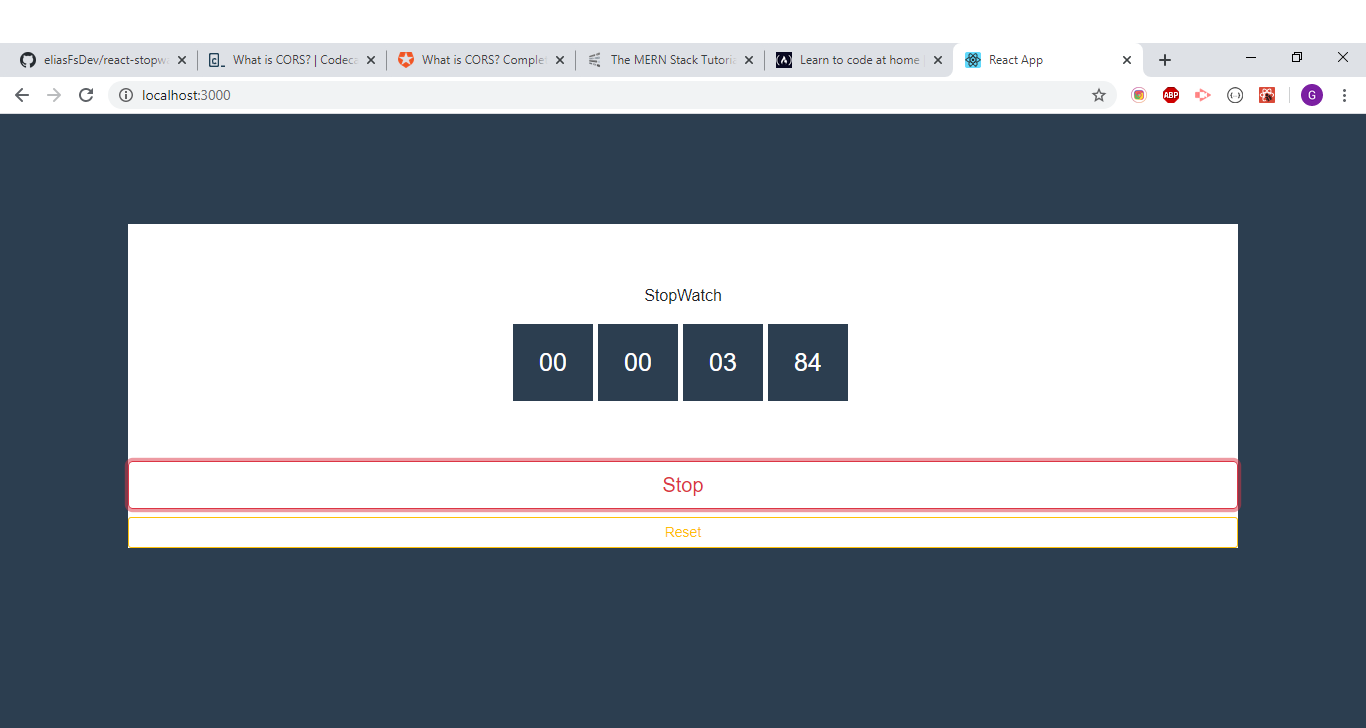 eliasFsDev/react-stopw
What is CORS? | Codeca
What is CORS? Comple
The MERN Stack Tutoria
Learn to code at home
React App
localhost:3000
ABP
G
StopWatch
00 00 03 84
Stop
Reset